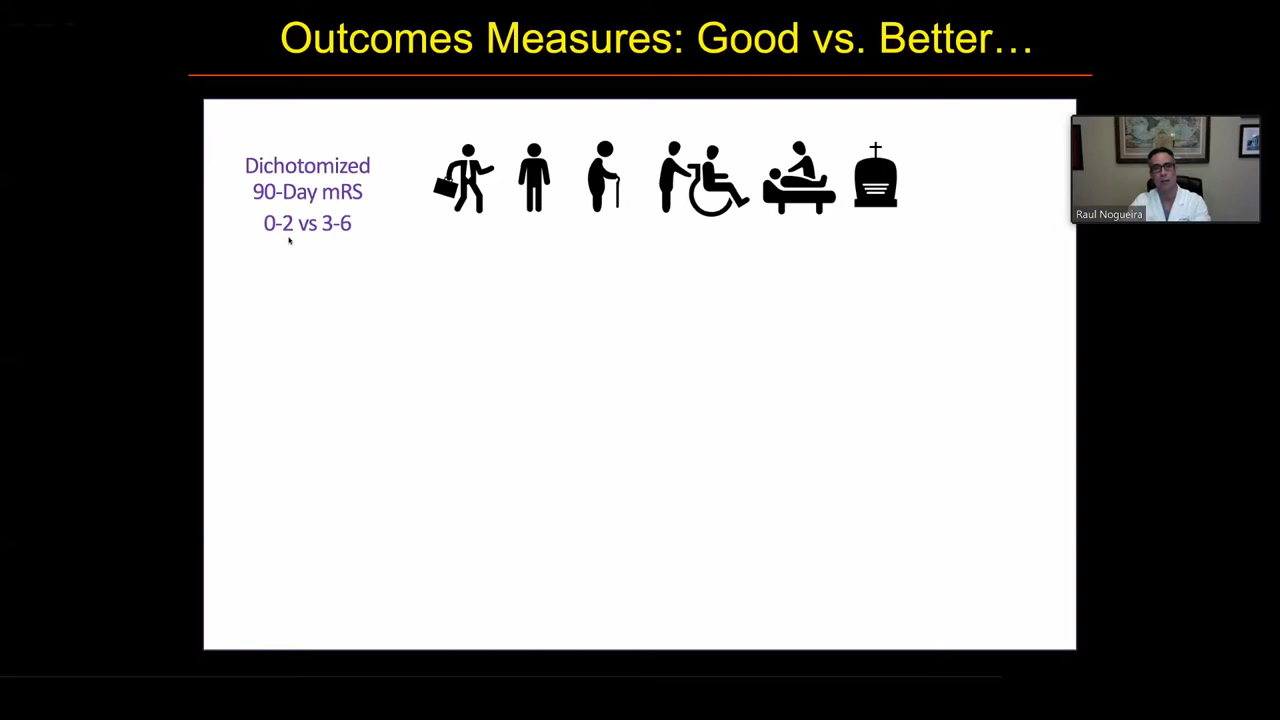 Outcomes Measures: Good vs. Better…
Dichotomized
90-Day mRS
0-2 vs 3-6
Raul Nogueira